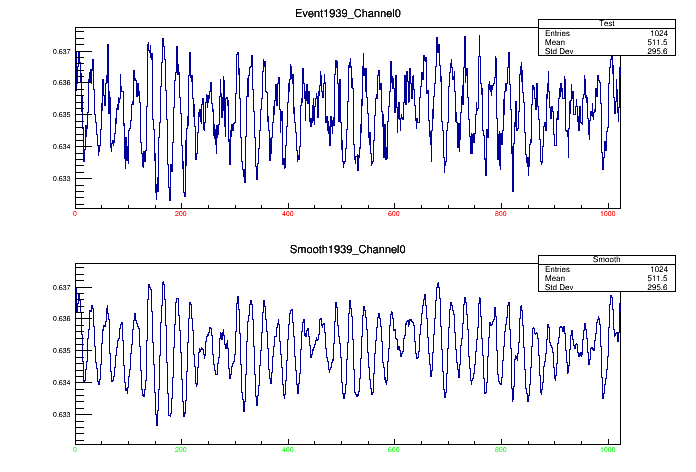 Event1939_Channel0
Test
Entries 1024
Mean 511.5
Std Dev 295.6
0.637
0.636
0.635
0.634
0.633
0 200 400 600 800 1000
Smooth1939_Channel0
Smooth
Entries 1024
Mean 511.5
Std Dev 295.6
0.637
0.636
0.635
0.634
0.633
0 200 400 600 800 1000